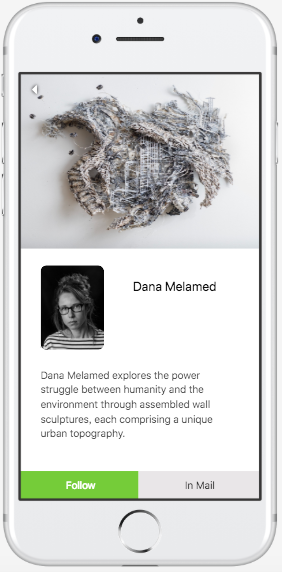 Dana Melamed
Dana Melamed explores the power
struggle between humanity and the
environment through assembled wall
sculptures, each comprising a unique
urban topography.
Follow
In Mail